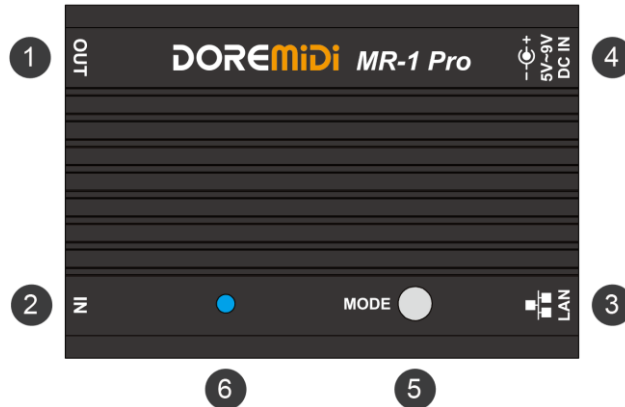 1
OUT
DOREMiDi MR-1 Pro
5V~9V
DC IN
4
2
IN
MODE
LAN
3
6
5